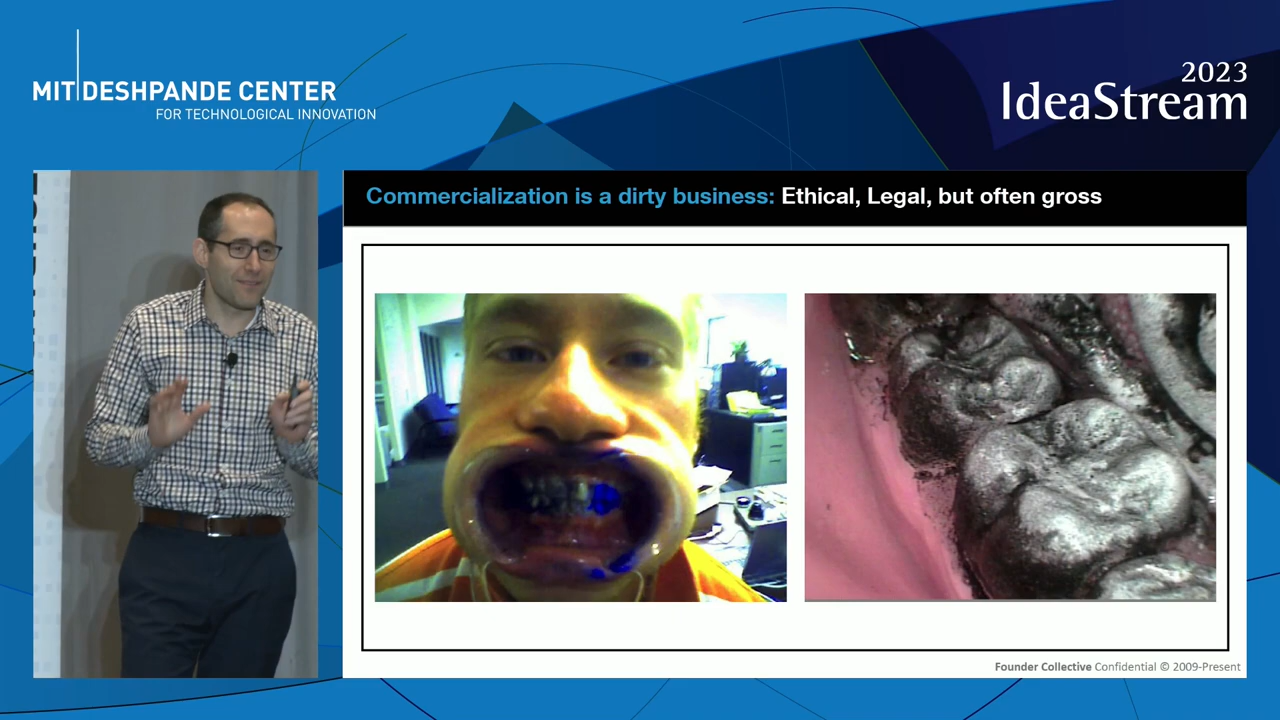 MIT DESHPANDE CENTER
FOR TECHNOLOGICAL INNOVATION
2023
IdeaStream
Commercialization is a dirty business: Ethical, Legal, but often gross
Founder Collective Confidential © 2009-Present